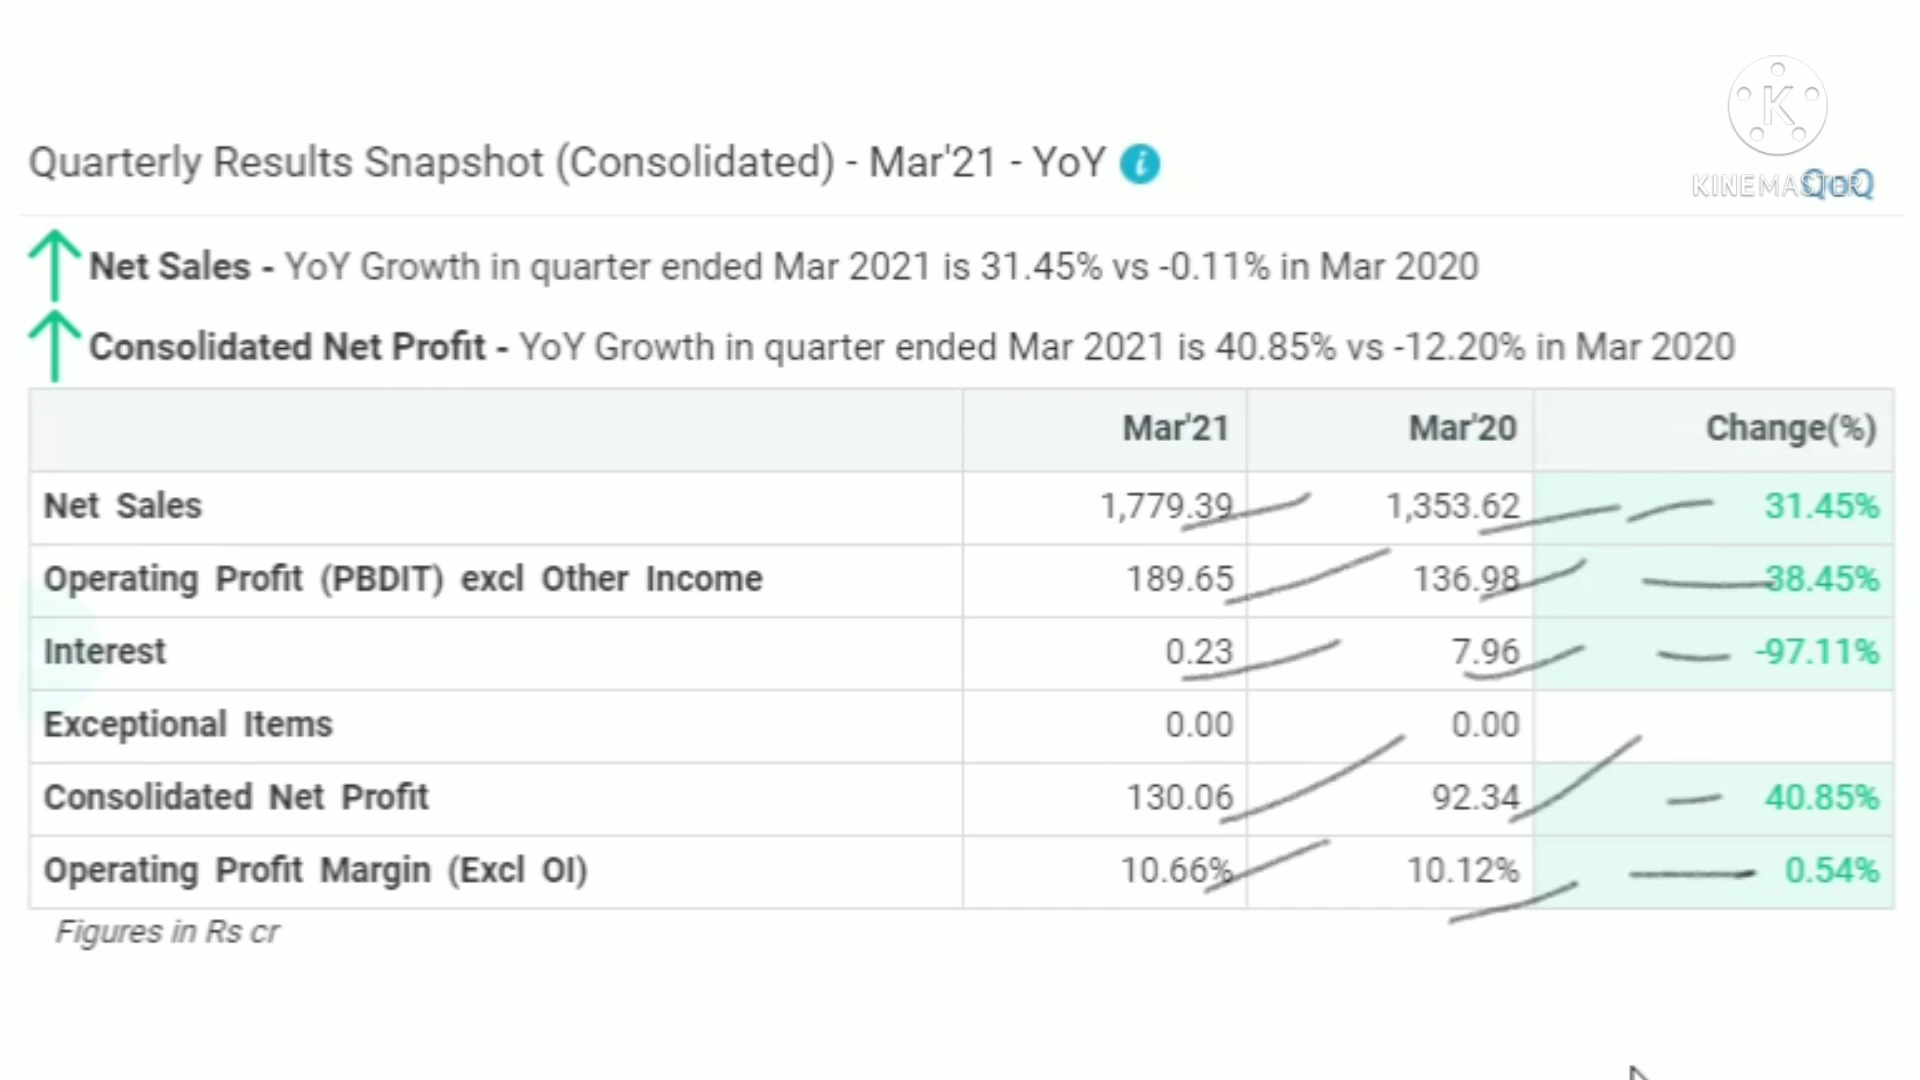 K
KINEMASTER
Quarterly Results Snapshot (Consolidated) - Mar'21 - YoY i QoQ
Net Sales - YoY Growth in quarter ended Mar 2021 is 31.45% vs -0.11% in Mar 2020
Consolidated Net Profit - YoY Growth in quarter ended Mar 2021 is 40.85% vs -12.20% in Mar 2020
Mar'21 Mar'20 Change(%)
Net Sales 1,779.39 1,353.62 31.45%
Operating Profit (PBDIT) excl Other Income 189.65 136.98 38.45%
Interest 0.23 7.96 -97.11%
Exceptional Items 0.00 0.00
Consolidated Net Profit 130.06 92.34 40.85%
Operating Profit Margin (Excl OI) 10.66% 10.12% 0.54%
Figures in Rs cr